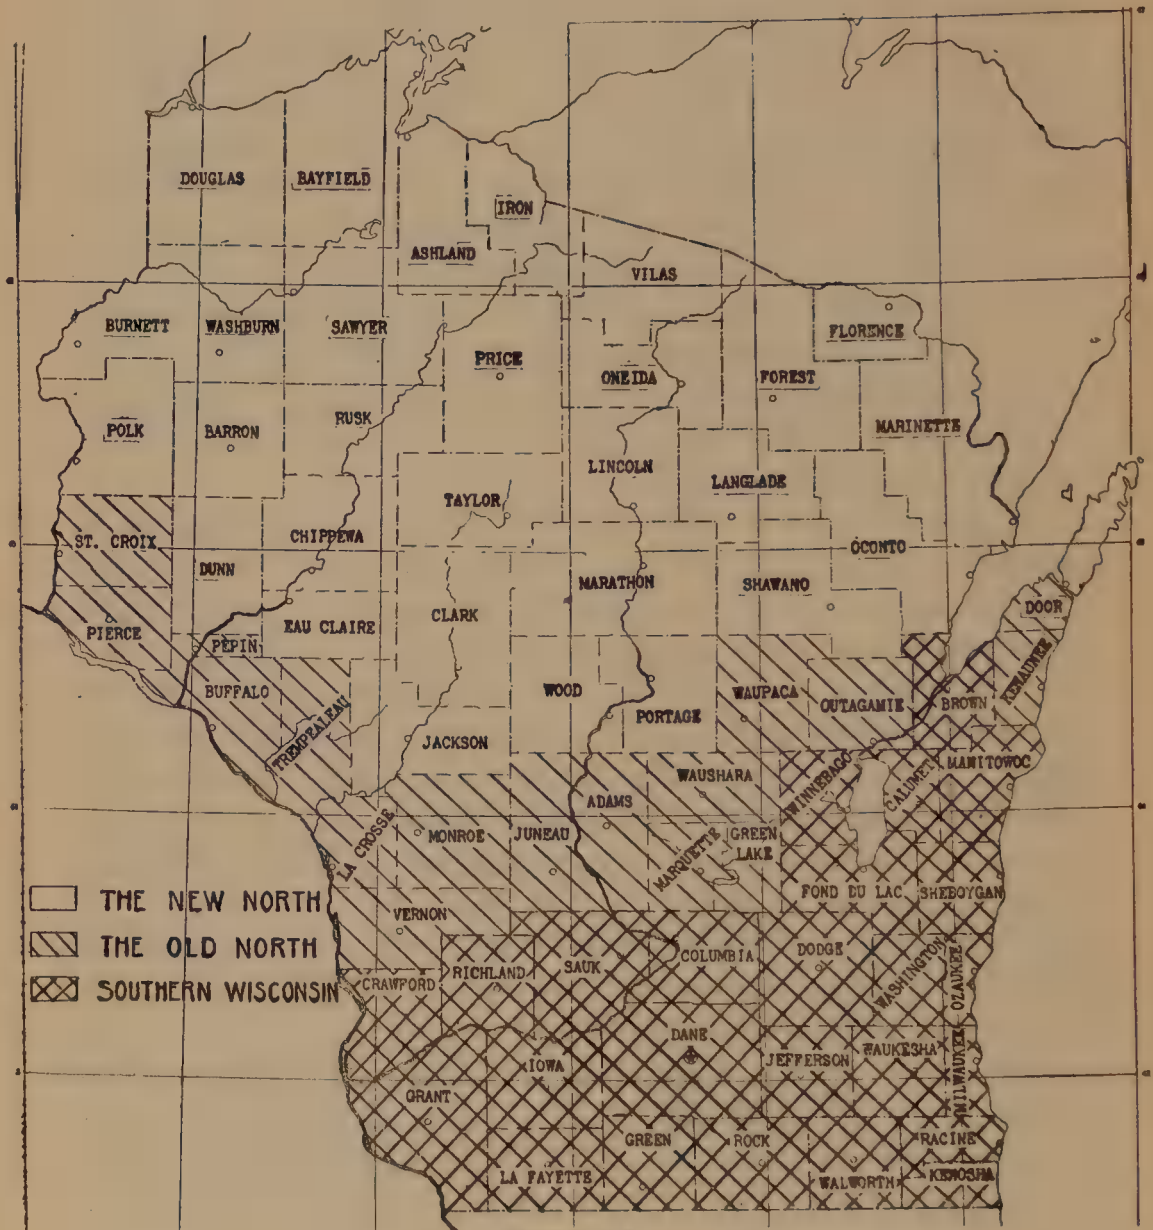 DOUGLAS
BAYFIELD
IRON
ASHLAND
VILAS
BURNETT
WASHBURN
SAWYER
FLORENCE
PRICE
ONEIDA
FOREST
POLK
BARRON
RUSK
MARINETTE
LINCOLN
LANGLADE
TAYLOR
ST. CROIX
CHIPPEWA
OCONTO
DUNN
MARATHON
SHAWANO
CLARK
DOOR
PIERCE
EAU CLAIRE
PEPIN
KEWAUNEE
BUFFALO
WOOD
WAUPACA
OUTAGAMIE
BROWN
TREMPEALEAU
PORTAGE
JACKSON
MANITOWOC
WAUSHARA
WINNEBAGO
CALUMET
ADAMS
LA CROSSE
MONROE
JUNEAU
MARQUETTE
GREEN
LAKE
FOND DU LAC
SHEBOYGAN
THE NEW NORTH
VERNON
THE OLD NORTH
RICHLAND
SAUK
COLUMBIA
DODGE
WASHINGTON
OZAUKEE
CRAWFORD
SOUTHERN WISCONSIN
DANE
IOWA
JEFFERSON
WAUKESHA
MILWAUKEE
GRANT
GREEN
ROCK
RACINE
LA FAYETTE
WALWORTH
KENOSHA